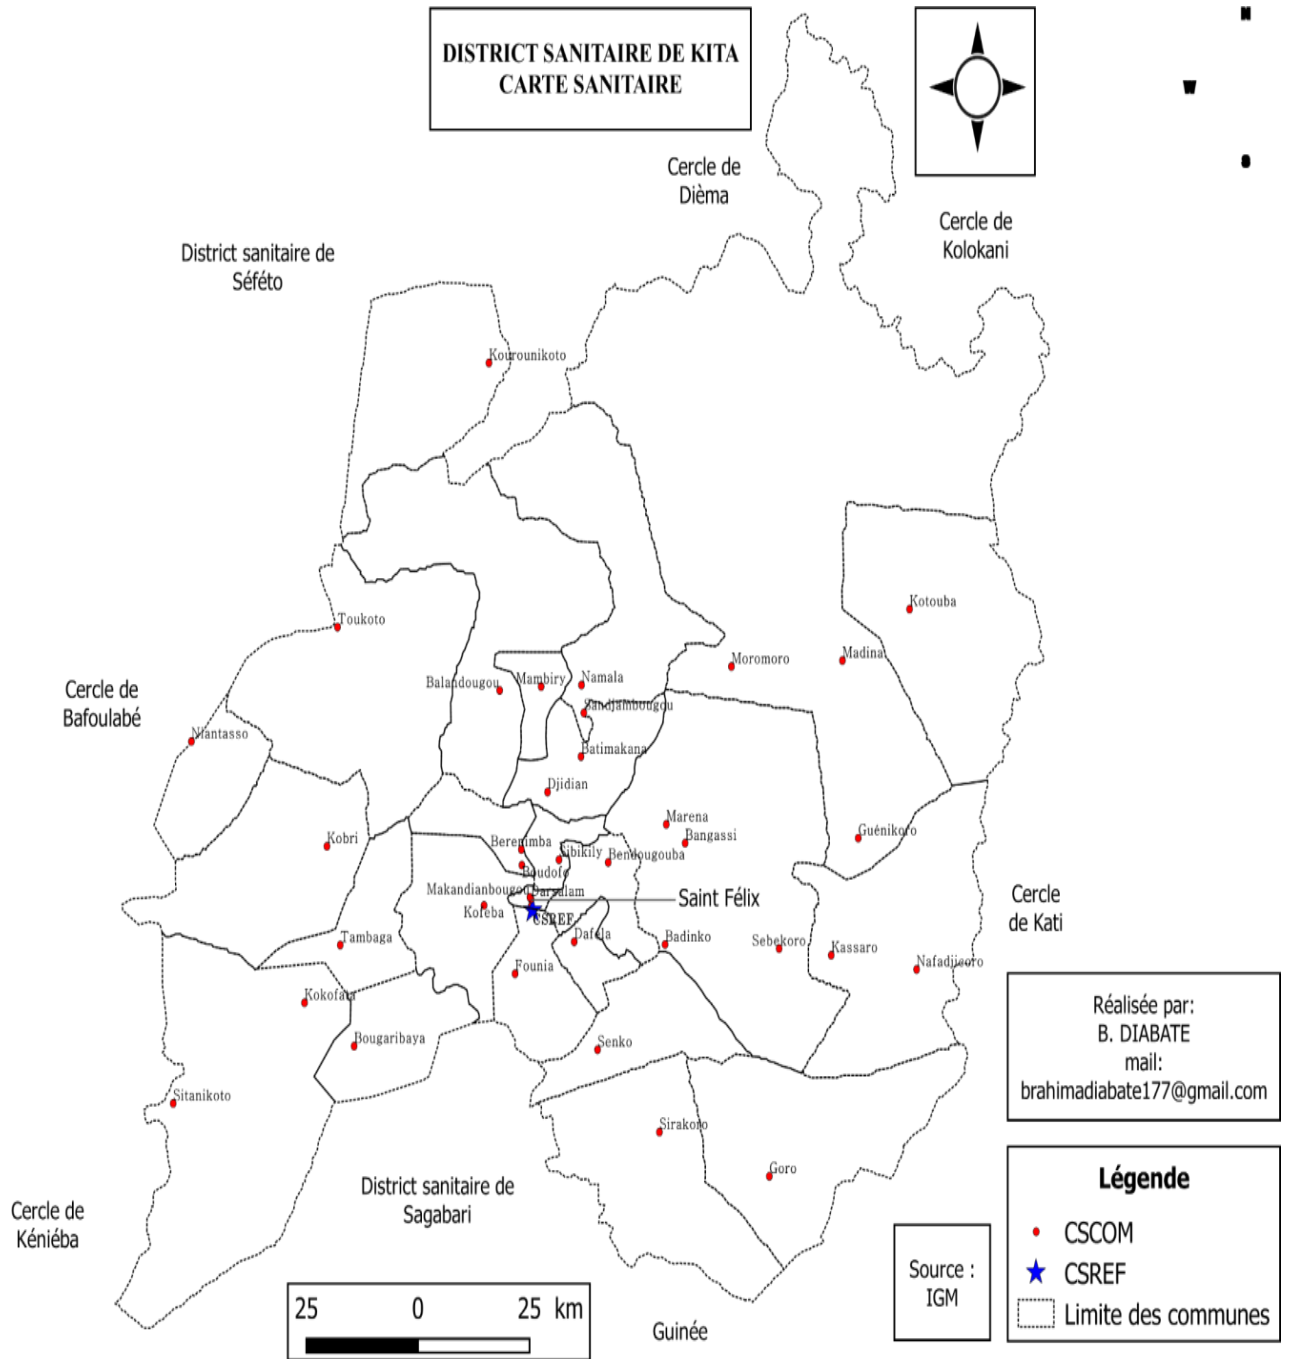 DISTRICT SANITAIRE DE KITA
CARTE SANITAIRE
N
W
S
Cercle de
Dièma
Cercle de
Kolokani
District sanitaire de
Séféto
Kourounikoto
Kotouba
Toukoto
Moromoro
Madina
Balandougou
Mambiry
Namala
Sandjambougou
Cercle de
Bafoulabé
Niantasso
Batimakana
Djidian
Marena
Bangassi
Guénikoro
Kobri
Berenimba
Sibikily
Bendougouba
Boudofo
Makandianbougou
Darsalam
Saint Félix
Kofeba
CSREF
Cercle
de Kati
Tambaga
Dafela
Badinko
Sebekoro
Kassaro
Nafadjicoro
Founia
Kokofata
Bougaribaya
Senko
Réalisée par:
B. DIABATE
mail:
brahimadiabate177@gmail.com
Sitanikoto
Sirakoro
Goro
District sanitaire de
Sagabari
Cercle de
Kéniéba
Légende
CSCOM
CSREF
Limite des communes
Source :
IGM
25 0 25 km
Guinée